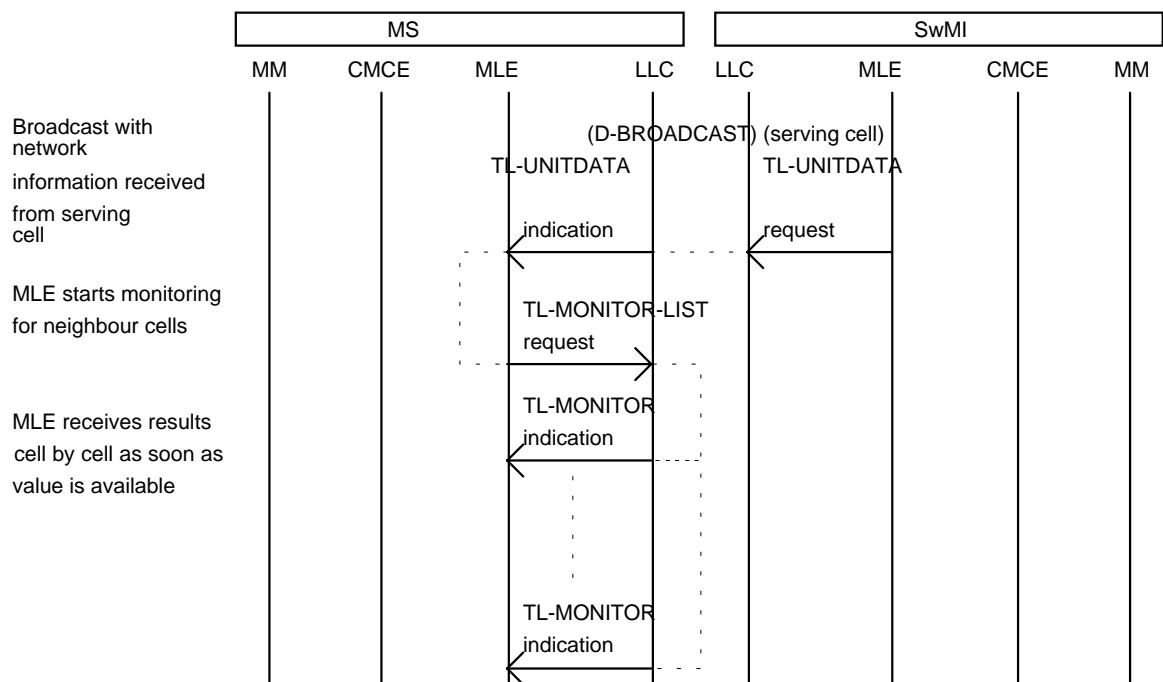 MS
SwMI
MM CMCE MLE LLC LLC MLE CMCE MM
Broadcast with
network
information received
from serving
cell
(D-BROADCAST) (serving cell)
TL-UNITDATA TL-UNITDATA
indication request
MLE starts monitoring
for neighbour cells
TL-MONITOR-LIST
request
MLE receives results
cell by cell as soon as
value is available
TL-MONITOR
indication
TL-MONITOR
indication